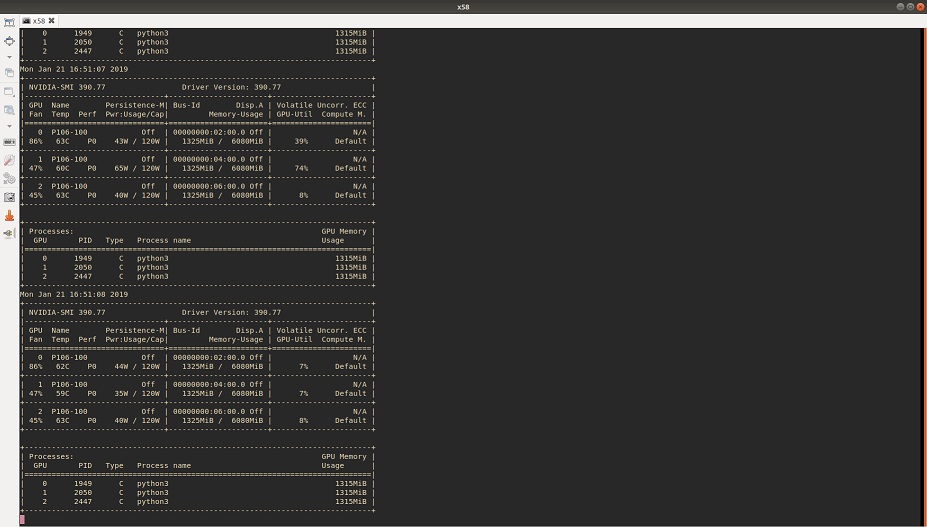 x58
x58
|    0      1949      C   python3                                     1315MiB |
|    1      2050      C   python3                                     1315MiB |
|    2      2447      C   python3                                     1315MiB |
+-----------------------------------------------------------------------------+
Mon Jan 21 16:51:07 2019
+-----------------------------------------------------------------------------+
| NVIDIA-SMI 390.77                 Driver Version: 390.77                    |
|-------------------------------+----------------------+----------------------+
| GPU  Name        Persistence-M| Bus-Id        Disp.A | Volatile Uncorr. ECC |
| Fan  Temp  Perf  Pwr:Usage/Cap|         Memory-Usage | GPU-Util  Compute M. |
|===============================+======================+======================|
|   0  P106-100            Off  | 00000000:02:00.0 Off |                  N/A |
| 86%   63C    P0    43W / 120W |   1325MiB /  6080MiB |     39%      Default |
+-------------------------------+----------------------+----------------------+
|   1  P106-100            Off  | 00000000:04:00.0 Off |                  N/A |
| 47%   60C    P0    65W / 120W |   1325MiB /  6080MiB |     74%      Default |
+-------------------------------+----------------------+----------------------+
|   2  P106-100            Off  | 00000000:06:00.0 Off |                  N/A |
| 45%   63C    P0    40W / 120W |   1325MiB /  6080MiB |      8%      Default |
+-------------------------------+----------------------+----------------------+
+-----------------------------------------------------------------------------+
| Processes:                                                       GPU Memory |
|  GPU       PID   Type   Process name                             Usage      |
|=============================================================================|
|    0      1949      C   python3                                     1315MiB |
|    1      2050      C   python3                                     1315MiB |
|    2      2447      C   python3                                     1315MiB |
+-----------------------------------------------------------------------------+
Mon Jan 21 16:51:08 2019
+-----------------------------------------------------------------------------+
| NVIDIA-SMI 390.77                 Driver Version: 390.77                    |
|-------------------------------+----------------------+----------------------+
| GPU  Name        Persistence-M| Bus-Id        Disp.A | Volatile Uncorr. ECC |
| Fan  Temp  Perf  Pwr:Usage/Cap|         Memory-Usage | GPU-Util  Compute M. |
|===============================+======================+======================|
|   0  P106-100            Off  | 00000000:02:00.0 Off |                  N/A |
| 86%   62C    P0    44W / 120W |   1325MiB /  6080MiB |      7%      Default |
+-------------------------------+----------------------+----------------------+
|   1  P106-100            Off  | 00000000:04:00.0 Off |                  N/A |
| 47%   59C    P0    35W / 120W |   1325MiB /  6080MiB |      7%      Default |
+-------------------------------+----------------------+----------------------+
|   2  P106-100            Off  | 00000000:06:00.0 Off |                  N/A |
| 45%   63C    P0    40W / 120W |   1325MiB /  6080MiB |      8%      Default |
+-------------------------------+----------------------+----------------------+
+-----------------------------------------------------------------------------+
| Processes:                                                       GPU Memory |
|  GPU       PID   Type   Process name                             Usage      |
|=============================================================================|
|    0      1949      C   python3                                     1315MiB |
|    1      2050      C   python3                                     1315MiB |
|    2      2447      C   python3                                     1315MiB |
+-----------------------------------------------------------------------------+